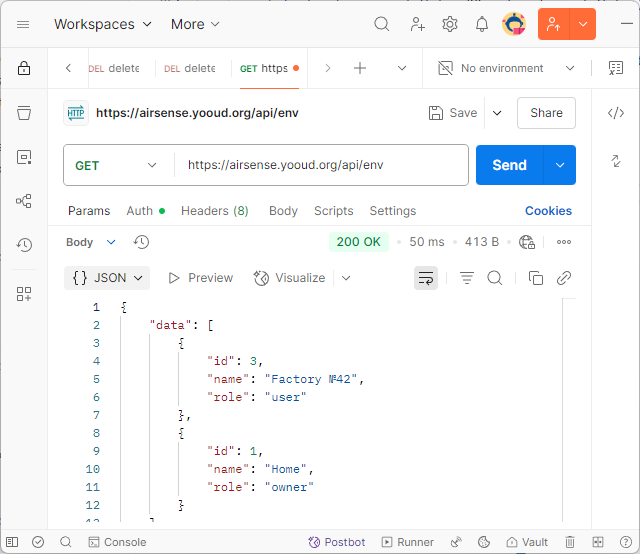 Workspaces More
DEL delete DEL delete GET https No environment
HTTP https://airsense.yooud.org/api/env Save Share
GET https://airsense.yooud.org/api/env Send
Params Auth Headers (8) Body Scripts Settings Cookies
Body 200 OK 50 ms 413 B
{} JSON Preview Visualize
1 {
2 "data": [
3 {
4 "id": 3,
5 "name": "Factory №42",
6 "role": "user"
7 },
8 {
9 "id": 1,
10 "name": "Home",
11 "role": "owner"
12 }
13 ]
Console Postbot Runner Vault